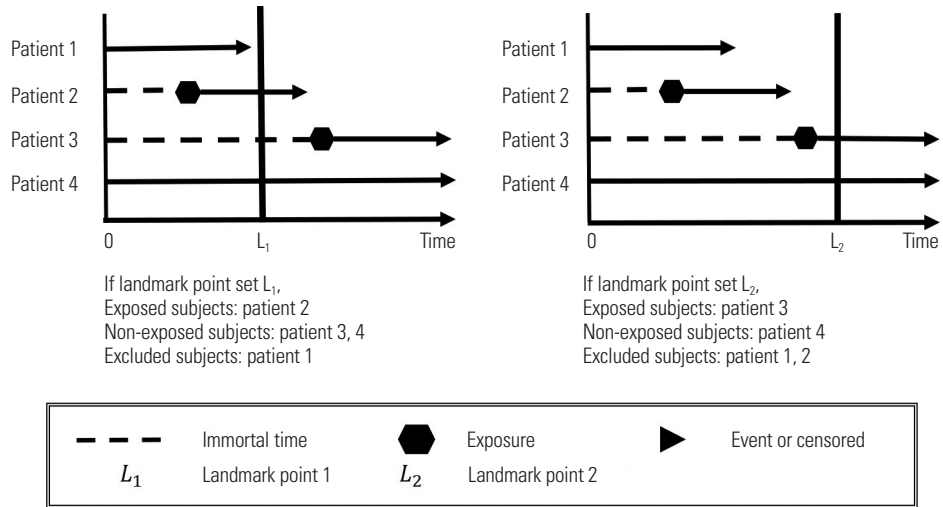 Patient 1
Patient 2
Patient 3
Patient 4
0
L1
Time
If landmark point set L1,
Exposed subjects: patient 2
Non-exposed subjects: patient 3, 4
Excluded subjects: patient 1
Patient 1
Patient 2
Patient 3
Patient 4
0
L2
Time
If landmark point set L2,
Exposed subjects: patient 3
Non-exposed subjects: patient 4
Excluded subjects: patient 1, 2
Immortal time
Exposure
Event or censored
L1 Landmark point 1
L2 Landmark point 2